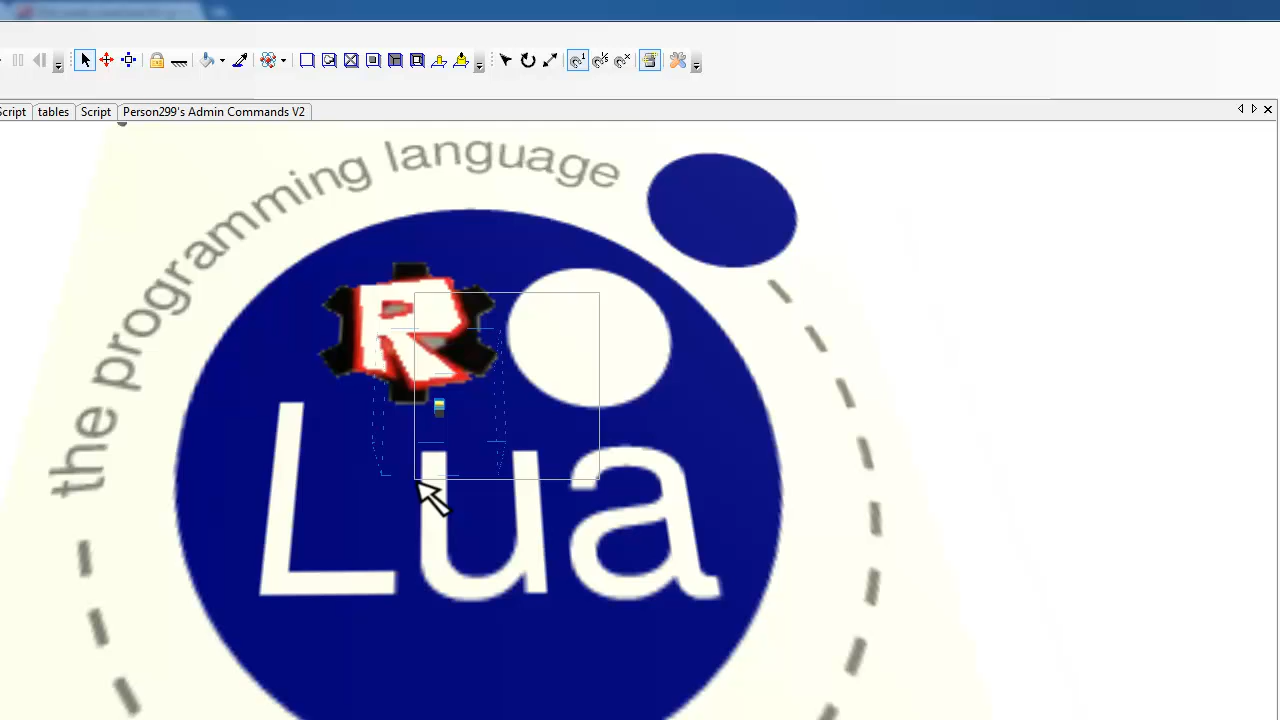 Script
tables
Script
Person299's Admin Commands V2
the programming language
R
Lua